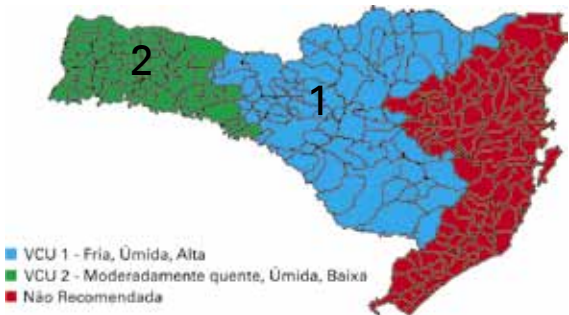 2
1
VCU 1 - Fria, Úmida, Alta
VCU 2 - Moderadamente quente, Úmida, Baixa
Não Recomendada